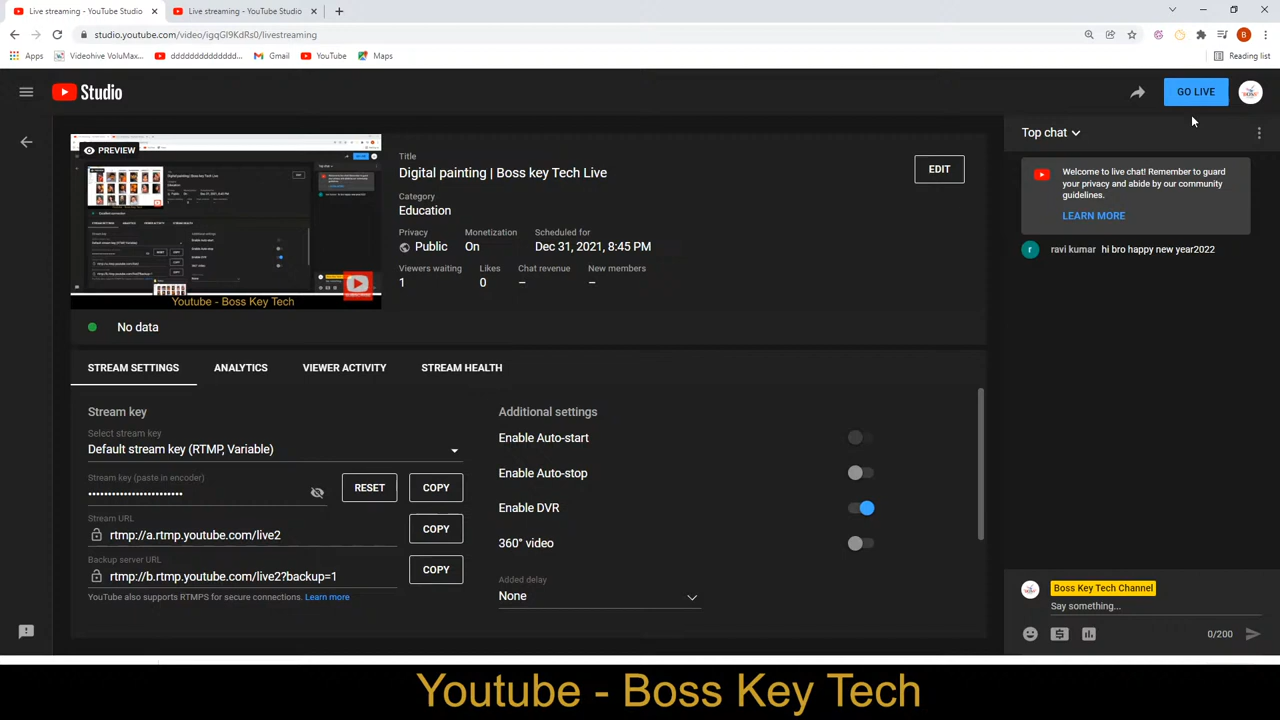 Live streaming - YouTube Studio
Live streaming - YouTube Studio
studio.youtube.com/video/igqGI9KdRs0/livestreaming
B
Apps
Videohive VoluMax...
dddddddddddddd...
Gmail
YouTube
Maps
Reading list
Studio
GO LIVE
PREVIEW
Youtube - Boss Key Tech
No data
Title
Digital painting | Boss key Tech Live
EDIT
Category
Education
Privacy
Monetization
Scheduled for
Public
On
Dec 31, 2021, 8:45 PM
Viewers waiting
Likes
Chat revenue
New members
1
0
–
–
STREAM SETTINGS
ANALYTICS
VIEWER ACTIVITY
STREAM HEALTH
Stream key
Select stream key
Default stream key (RTMP, Variable)
Stream key (paste in encoder)
••••••••••••••••••••••••
RESET
COPY
Stream URL
rtmp://a.rtmp.youtube.com/live2
COPY
Backup server URL
rtmp://b.rtmp.youtube.com/live2?backup=1
COPY
YouTube also supports RTMPS for secure connections. Learn more
Additional settings
Enable Auto-start
Enable Auto-stop
Enable DVR
360° video
Added delay
None
Top chat
Welcome to live chat! Remember to guard
your privacy and abide by our community
guidelines.
LEARN MORE
r
ravi kumar hi bro happy new year2022
Boss Key Tech Channel
Say something...
0/200
Youtube - Boss Key Tech